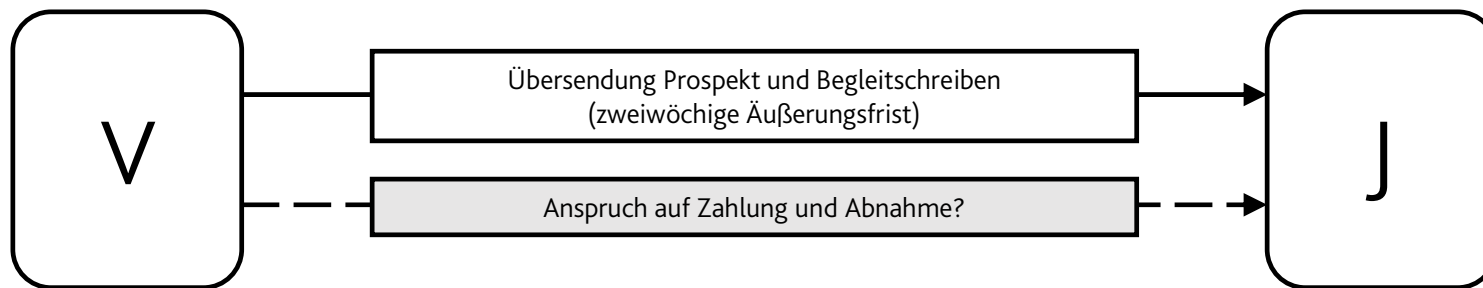 V
Übersendung Prospekt und Begleitschreiben
(zweiwöchige Äußerungsfrist)
J
Anspruch auf Zahlung und Abnahme?